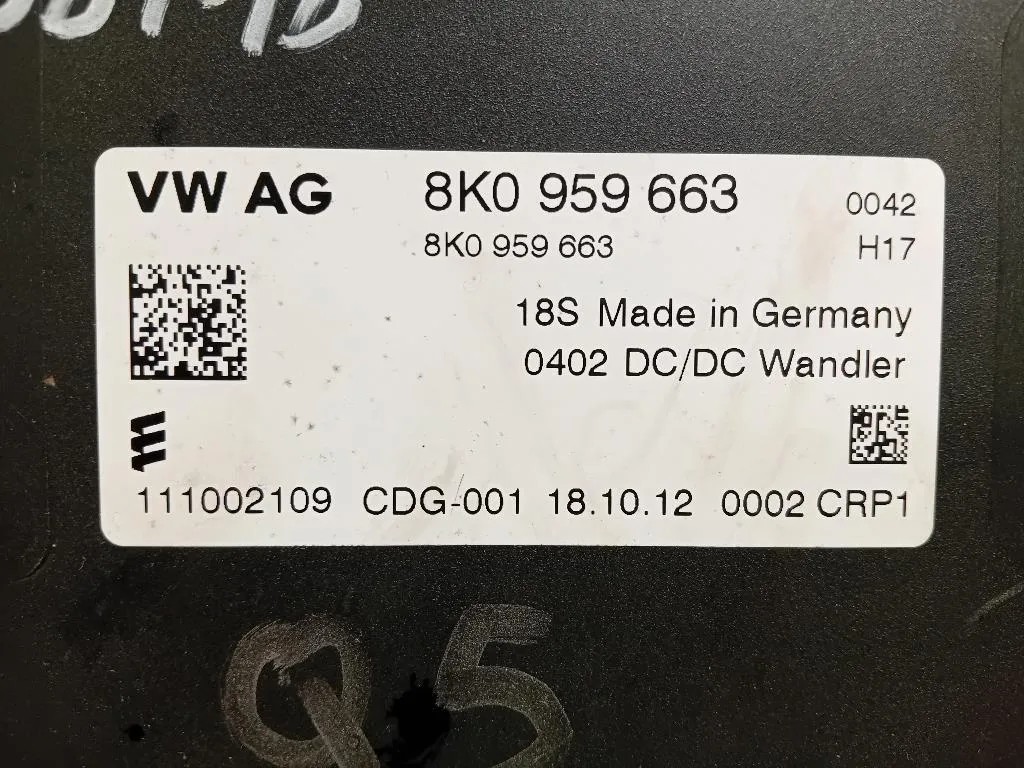 VW AG 8K0 959 663 0042
8K0 959 663 H17
18S Made in Germany
0402 DC/DC Wandler
111002109 CDG-001 18.10.12 0002 CRP1
Q5